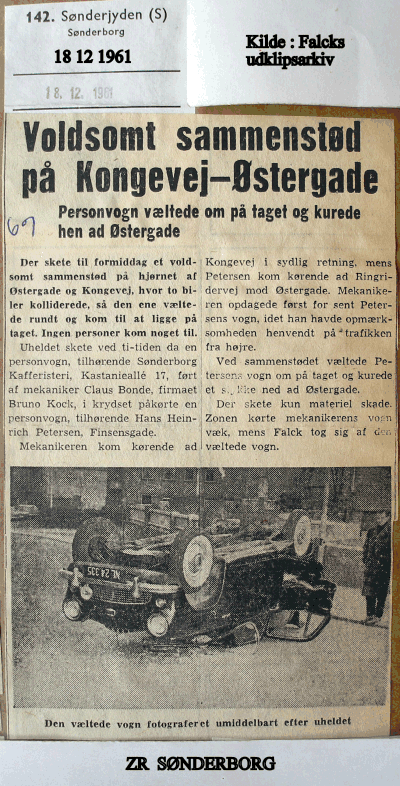 142. Sønderjyden (S)
Sønderborg
18 12 1961
18. 12. 1961
Kilde : Falcks
udklipsarkiv
Voldsomt sammenstød
på Kongevej—Østergade
69
Personvogn væltede om på taget og kurede
hen ad Østergade
Der skete til formiddag et vold-
somt sammenstød på hjørnet af
Østergade og Kongevej, hvor to bi-
ler kolliderede, så den ene vælte-
de rundt og kom til at ligge på
taget. Ingen personer kom noget til.
Uheldet skete ved ti-tiden da en
personvogn, tilhørende Sønderborg
Kafferisteri, Kastanieallé 17, ført
af mekaniker Claus Bonde, firmaet
Bruno Kock, i krydset påkørte en
personvogn, tilhørende Hans Hein-
rich Petersen, Finsensgade.
Mekanikeren kom kørende ad
Kongevej i sydlig retning, mens
Petersen kom kørende ad Ringri-
dervej mod Østergade. Mekanike-
ren opdagede først for sent Peter-
sens vogn, idet han havde opmærk-
somheden henvendt på trafikken
fra højre.
Ved sammenstødet væltede Pe-
tersens vogn om på taget og kurede
et stykke ned ad Østergade.
Der skete kun materiel skade.
Zonen kørte mekanikerens vogn
væk, mens Falck tog sig af den
væltede vogn.
NL 24 335
Den væltede vogn fotograferet umiddelbart efter uheldet
ZR SØNDERBORG